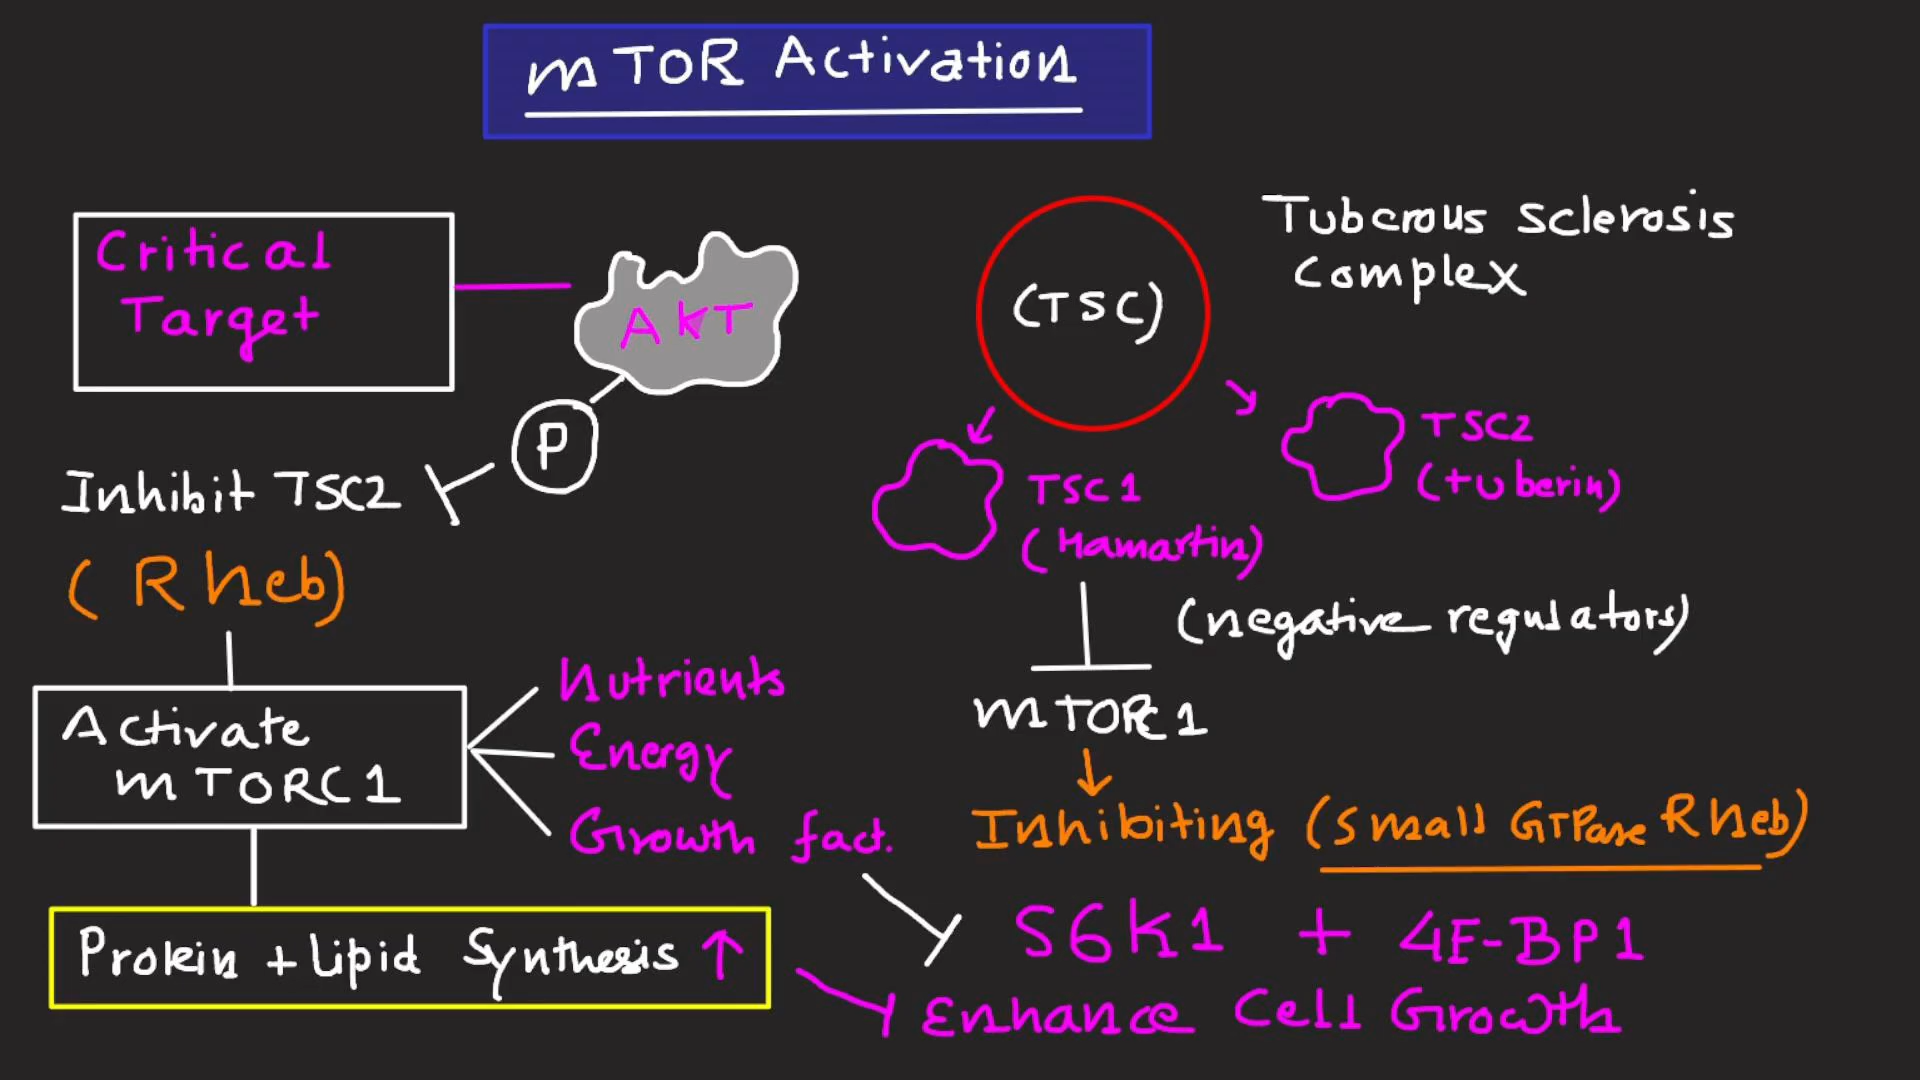 mTOR Activation
Critical
Target
AKT
P
Inhibit TSC2
(Rheb)
Activate
mTORC1
Nutrients
Energy
Growth fact.
Protein + Lipid Synthesis ↑
(TSC)
Tuberous Sclerosis
Complex
TSC1
(Hamartin)
TSC2
(tuberin)
(negative regulators)
mTORC1
Inhibiting (small GTPase Rheb)
S6K1 + 4E-BP1
Enhance Cell Growth